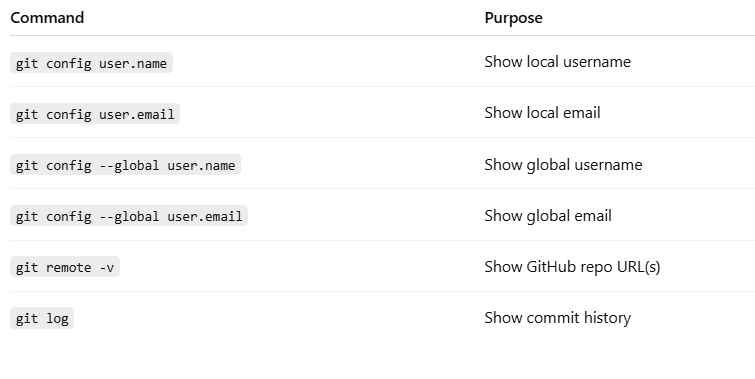 Command Purpose
git config user.name Show local username
git config user.email Show local email
git config --global user.name Show global username
git config --global user.email Show global email
git remote -v Show GitHub repo URL(s)
git log Show commit history